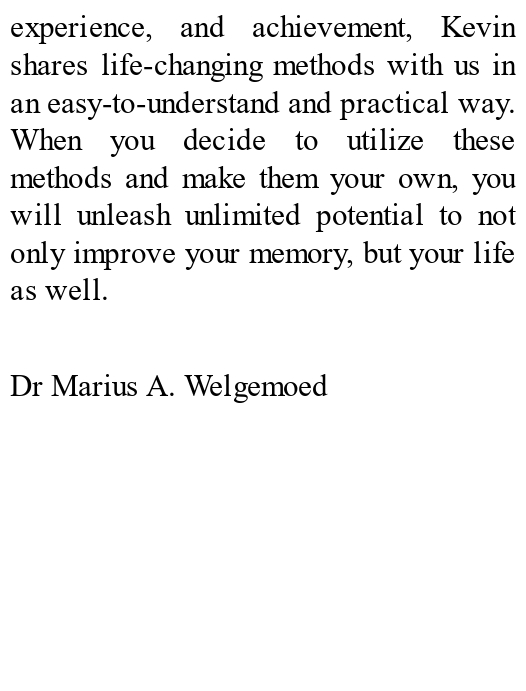 experience, and achievement, Kevin
shares life-changing methods with us in
an easy-to-understand and practical way.
When you decide to utilize these
methods and make them your own, you
will unleash unlimited potential to not
only improve your memory, but your life
as well.
Dr Marius A. Welgemoed